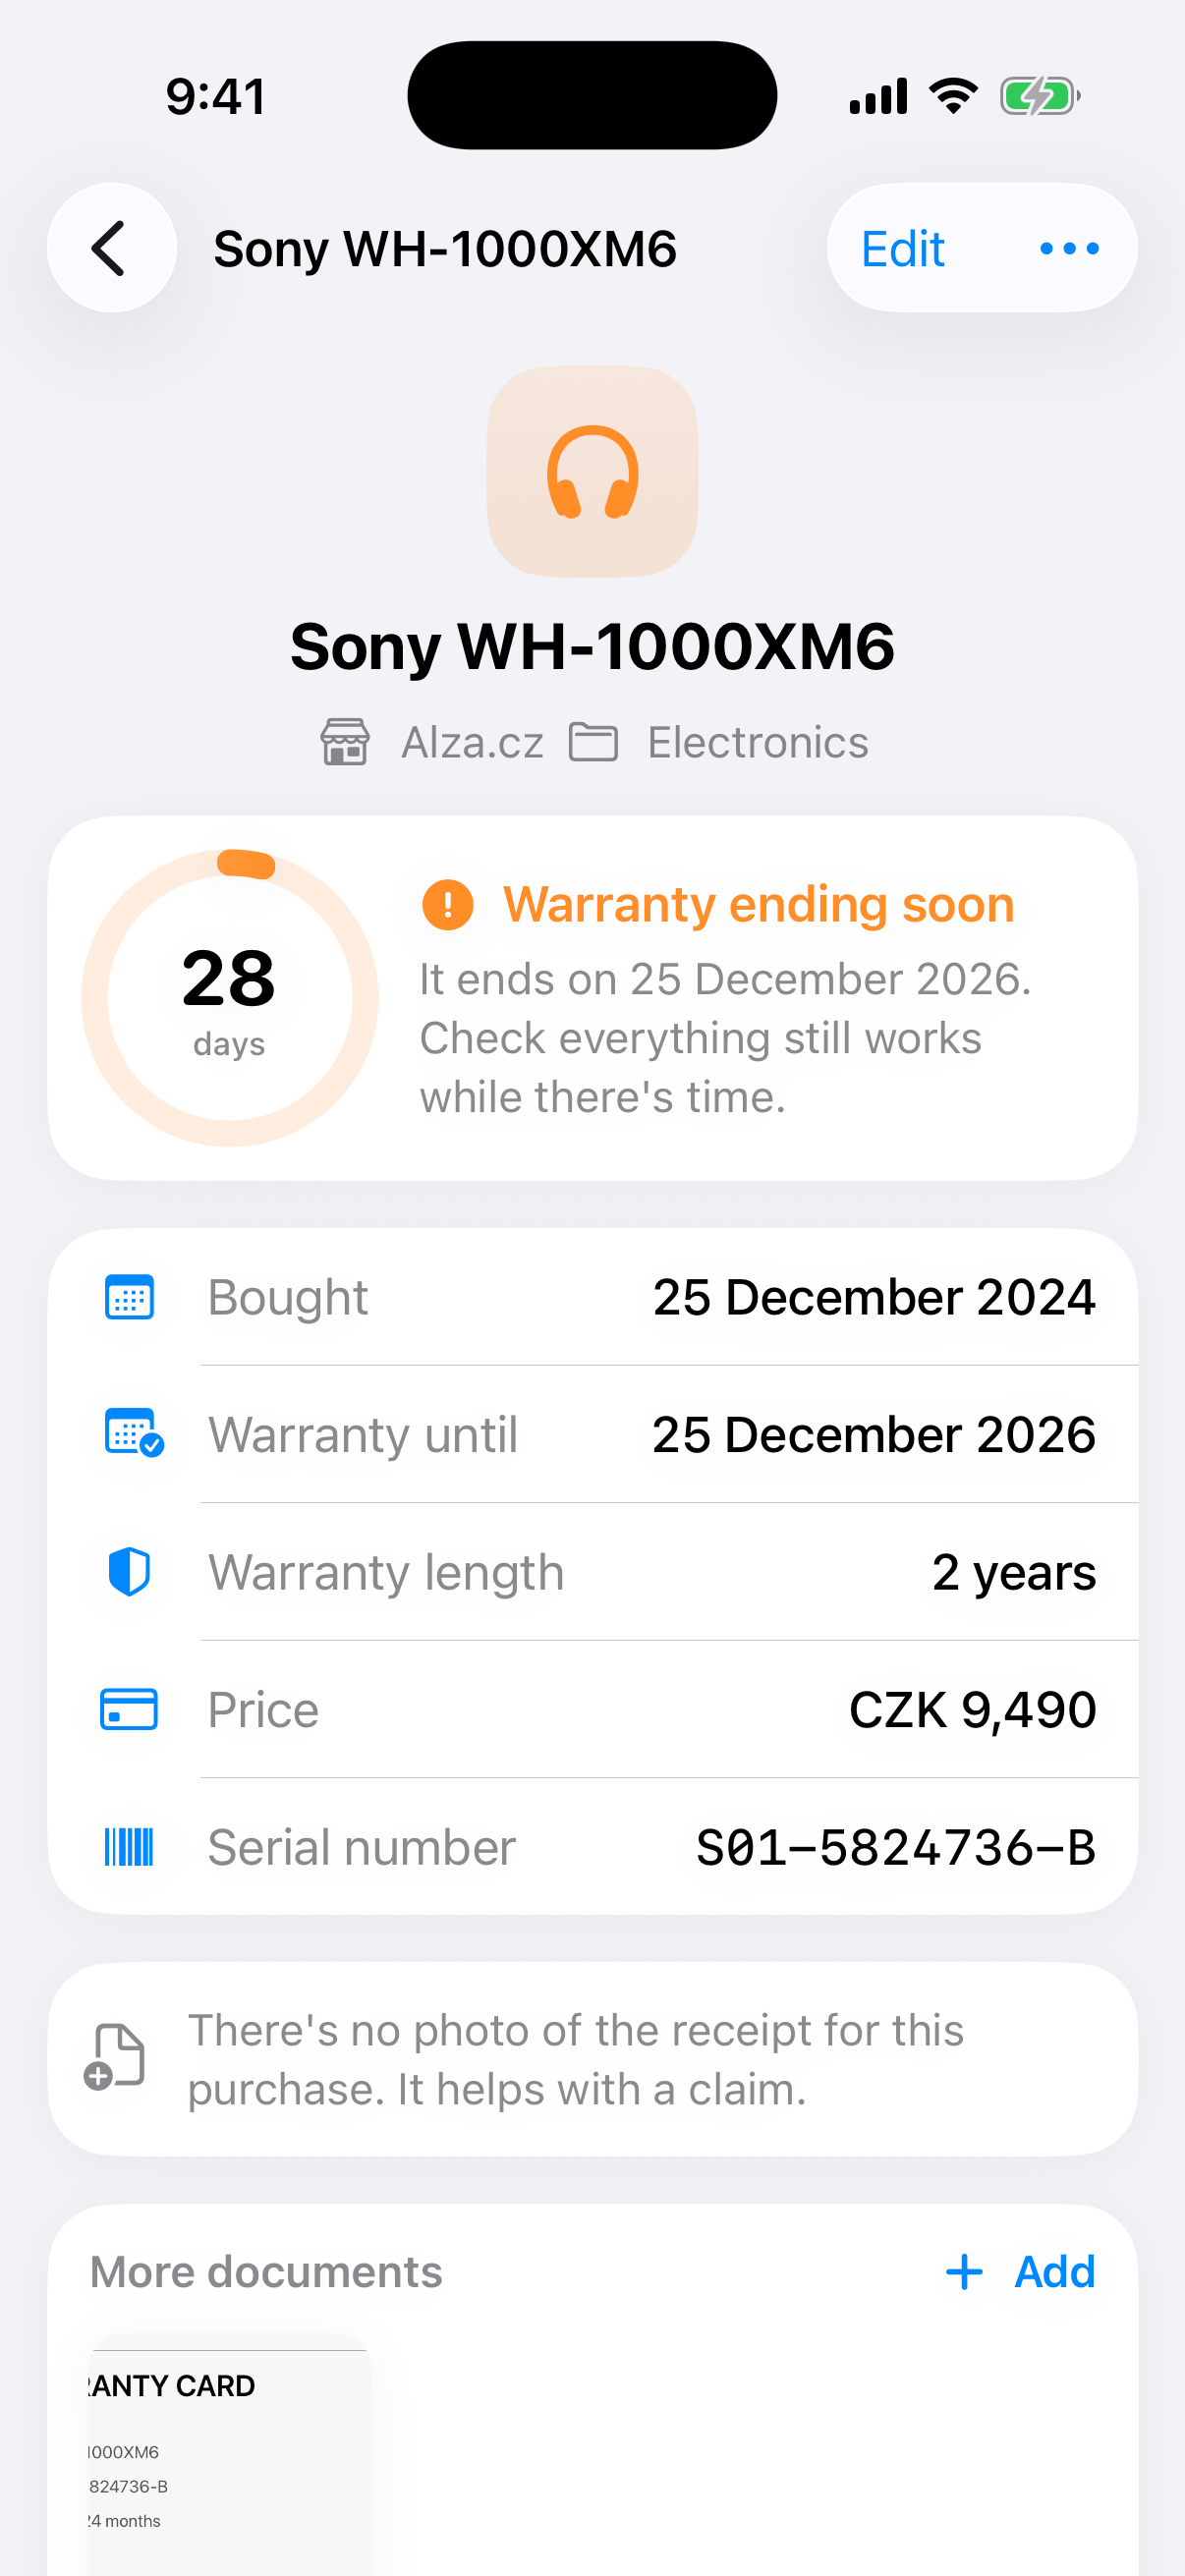 9:41
Sony WH-1000XM6
Edit
Sony WH-1000XM6
Alza.cz Electronics
28
days
Warranty ending soon
It ends on 25 December 2026.
Check everything still works
while there's time.
Bought 25 December 2024
Warranty until 25 December 2026
Warranty length 2 years
Price CZK 9,490
Serial number S01-5824736-B
There's no photo of the receipt for this
purchase. It helps with a claim.
More documents + Add
RANTY CARD
1000XM6
824736-B
24 months